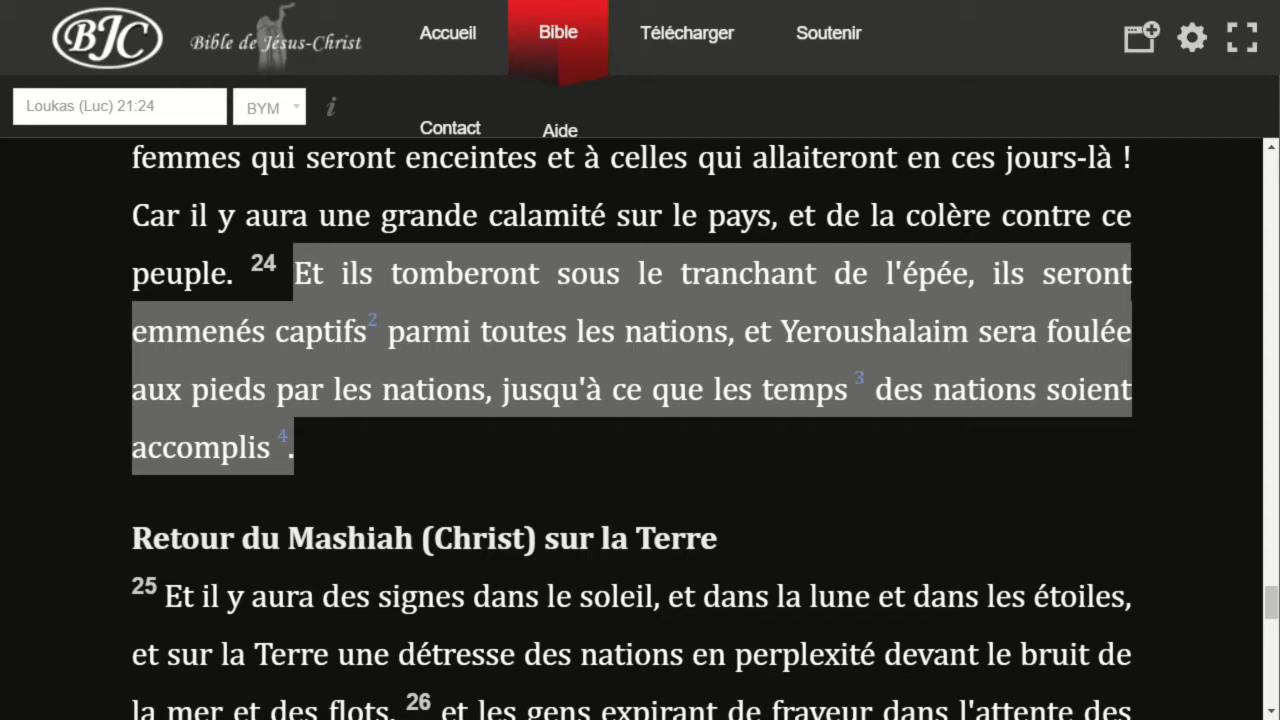 BJC Bible de Jésus-Christ
Accueil Bible Télécharger Soutenir
Loukas (Luc) 21:24 BYM i
Contact Aide
femmes qui seront enceintes et à celles qui allaiteront en ces jours-là !
Car il y aura une grande calamité sur le pays, et de la colère contre ce
peuple. 24 Et ils tomberont sous le tranchant de l'épée, ils seront
emmenés captifs2 parmi toutes les nations, et Yeroushalaim sera foulée
aux pieds par les nations, jusqu'à ce que les temps 3 des nations soient
accomplis 4.
Retour du Mashiah (Christ) sur la Terre
25 Et il y aura des signes dans le soleil, et dans la lune et dans les étoiles,
et sur la Terre une détresse des nations en perplexité devant le bruit de
la mer et des flots, 26 et les gens expirant de frayeur dans l'attente des